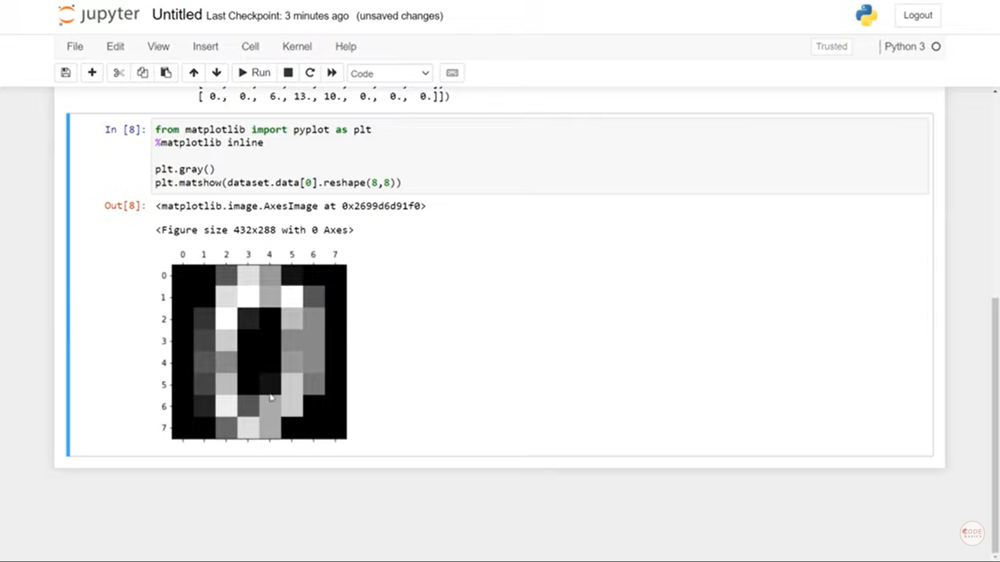 jupyter Untitled Last Checkpoint: 3 minutes ago (unsaved changes) Logout
File Edit View Insert Cell Kernel Help Trusted Python 3
Run Code
[ 0., 0., 6., 13., 10., 0., 0., 0.]])
In [8]: from matplotlib import pyplot as plt
%matplotlib inline
plt.gray()
plt.matshow(dataset.data[0].reshape(8,8))
Out[8]: <matplotlib.image.AxesImage at 0x2699d6d91f0>
<Figure size 432x288 with 0 Axes>
0 1 2 3 4 5 6 7
0
1
2
3
4
5
6
7
CODE
BASICS